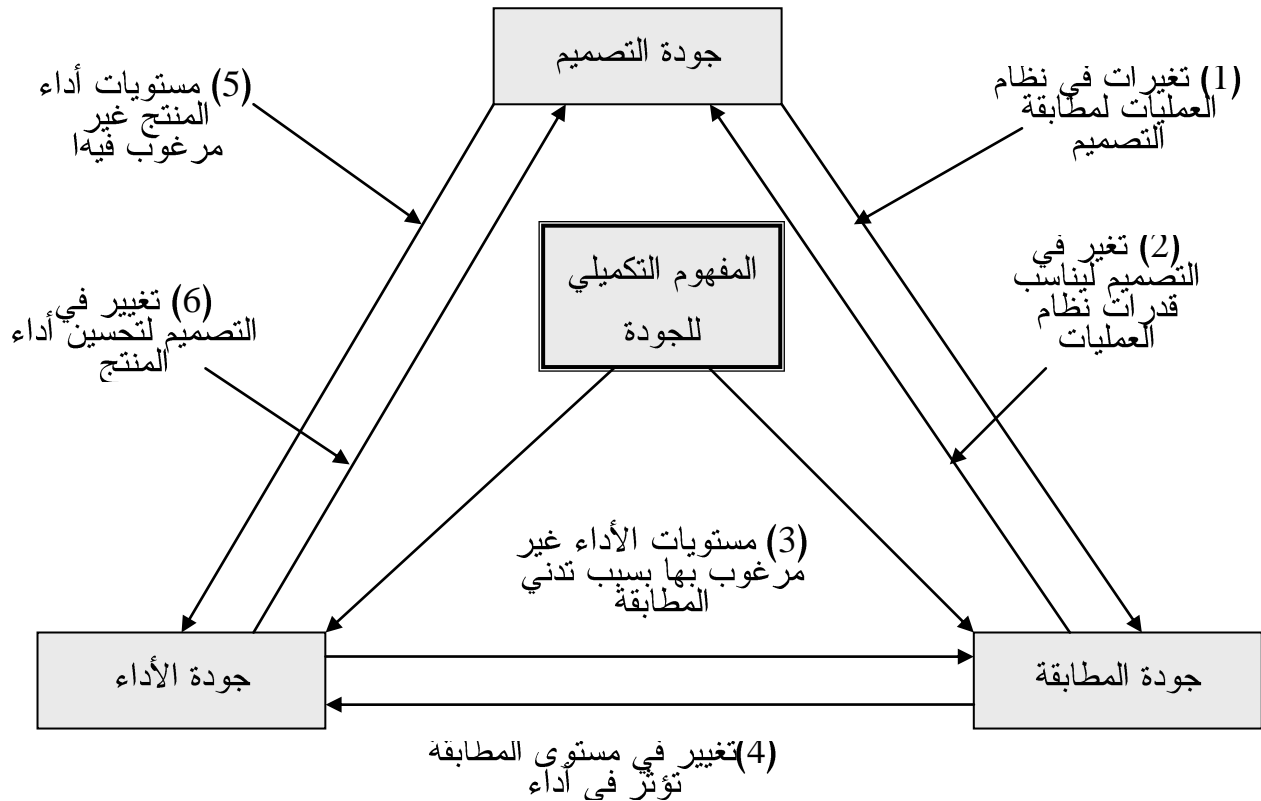 جودة التصميم
(1) تغيرات في نظام
العمليات لمطابقة
التصميم
(5) مستويات أداء
المنتج غير
مرغوب فيها
المفهوم التكميلي
للجودة
(2) تغير في
التصميم ليناسب
قدرات نظام
العمليات
(6) تغيير في
التصميم لتحسين أداء
المنتج
(3) مستويات الأداء غير
مرغوب بها بسبب تدني
المطابقة
جودة المطابقة
جودة الأداء
(4)تغيير في مستوى المطابقة
تؤثر في أداء